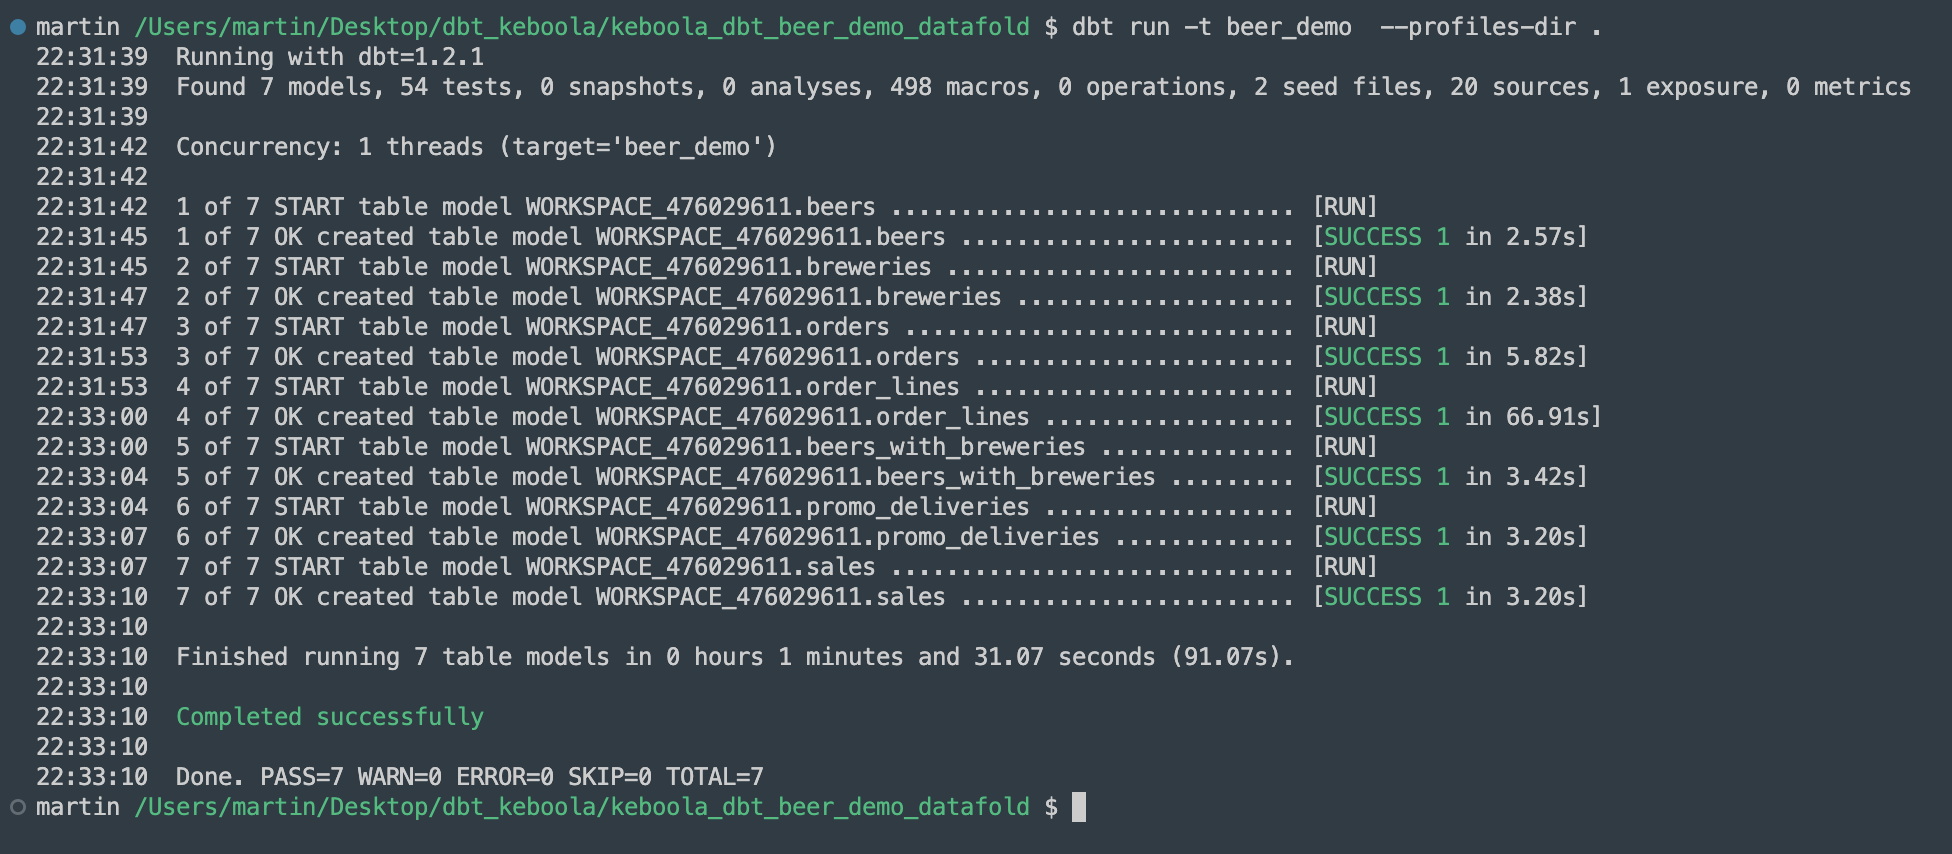 martin /Users/martin/Desktop/dbt_keboola/keboola_dbt_beer_demo_datafold $ dbt run -t beer_demo  --profiles-dir .
22:31:39  Running with dbt=1.2.1
22:31:39  Found 7 models, 54 tests, 0 snapshots, 0 analyses, 498 macros, 0 operations, 2 seed files, 20 sources, 1 exposure, 0 metrics
22:31:39
22:31:42  Concurrency: 1 threads (target='beer_demo')
22:31:42
22:31:42  1 of 7 START table model WORKSPACE_476029611.beers ............................. [RUN]
22:31:45  1 of 7 OK created table model WORKSPACE_476029611.beers ........................ [SUCCESS 1 in 2.57s]
22:31:45  2 of 7 START table model WORKSPACE_476029611.breweries ......................... [RUN]
22:31:47  2 of 7 OK created table model WORKSPACE_476029611.breweries .................... [SUCCESS 1 in 2.38s]
22:31:47  3 of 7 START table model WORKSPACE_476029611.orders ............................ [RUN]
22:31:53  3 of 7 OK created table model WORKSPACE_476029611.orders ....................... [SUCCESS 1 in 5.82s]
22:31:53  4 of 7 START table model WORKSPACE_476029611.order_lines ....................... [RUN]
22:33:00  4 of 7 OK created table model WORKSPACE_476029611.order_lines .................. [SUCCESS 1 in 66.91s]
22:33:00  5 of 7 START table model WORKSPACE_476029611.beers_with_breweries .............. [RUN]
22:33:04  5 of 7 OK created table model WORKSPACE_476029611.beers_with_breweries ......... [SUCCESS 1 in 3.42s]
22:33:04  6 of 7 START table model WORKSPACE_476029611.promo_deliveries .................. [RUN]
22:33:07  6 of 7 OK created table model WORKSPACE_476029611.promo_deliveries ............. [SUCCESS 1 in 3.20s]
22:33:07  7 of 7 START table model WORKSPACE_476029611.sales ............................. [RUN]
22:33:10  7 of 7 OK created table model WORKSPACE_476029611.sales ........................ [SUCCESS 1 in 3.20s]
22:33:10
22:33:10  Finished running 7 table models in 0 hours 1 minutes and 31.07 seconds (91.07s).
22:33:10
22:33:10  Completed successfully
22:33:10
22:33:10  Done. PASS=7 WARN=0 ERROR=0 SKIP=0 TOTAL=7
martin /Users/martin/Desktop/dbt_keboola/keboola_dbt_beer_demo_datafold $